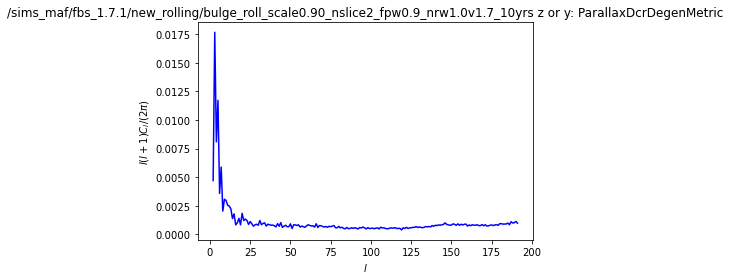 /sims_maf/fbs_1.7.1/new_rolling/bulge_roll_scale0.90_nslice2_fpw0.9_nrw1.0v1.7_10yrs z or y: ParallaxDcrDegenMetric
0.0175
0.0150
0.0125
0.0100
0.0075
0.0050
0.0025
0.0000
l(l + 1)C_l/(2π)
0 25 50 75 100 125 150 175 200
l